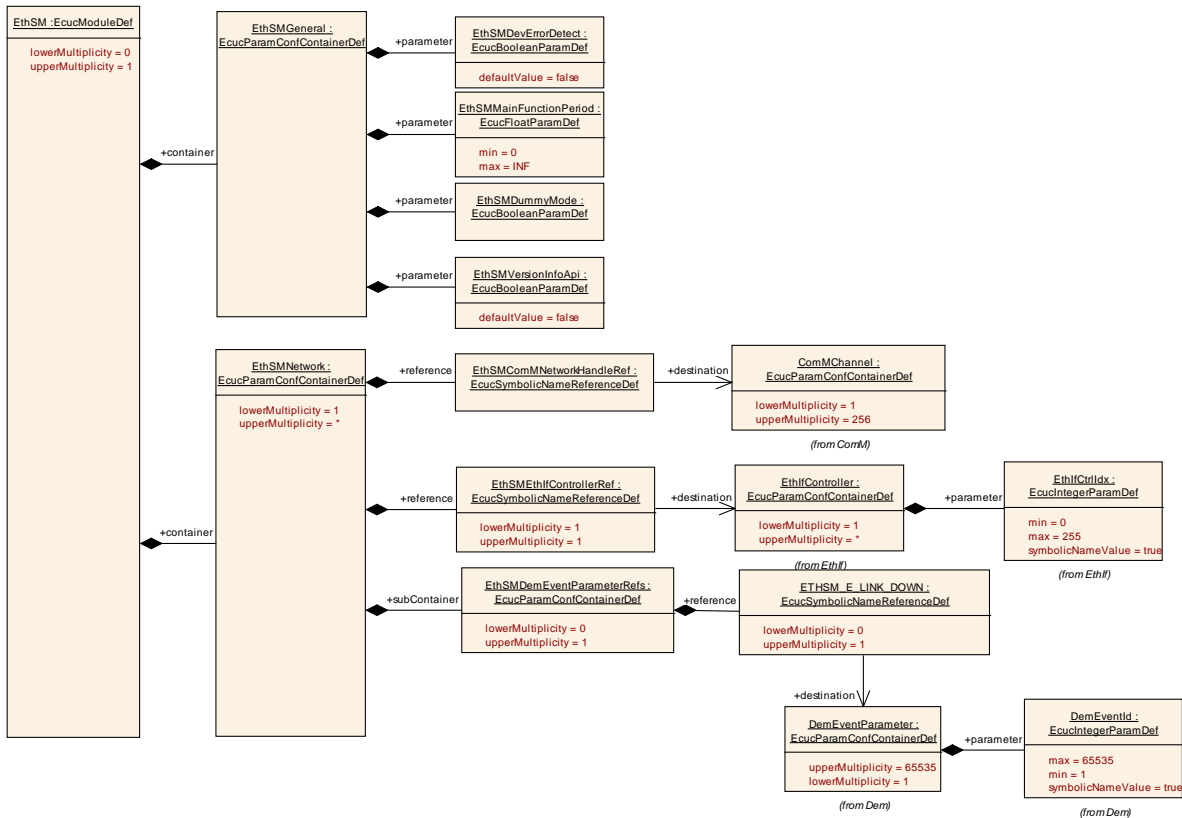 EthSM :EcucModuleDef
lowerMultiplicity = 0
upperMultiplicity = 1
+container
EthSMGeneral :
EcucParamConfContainerDef
+parameter
EthSMDevErrorDetect :
EcucBooleanParamDef
defaultValue = false
+parameter
EthSMMainFunctionPeriod :
EcucFloatParamDef
min = 0
max = INF
+parameter
EthSMDummyMode :
EcucBooleanParamDef
+parameter
EthSMVersionInfoApi :
EcucBooleanParamDef
defaultValue = false
+container
EthSMNetwork :
EcucParamConfContainerDef
lowerMultiplicity = 1
upperMultiplicity = *
+reference
EthSMComMNetworkHandleRef :
EcucSymbolicNameReferenceDef
+destination
ComMChannel :
EcucParamConfContainerDef
lowerMultiplicity = 1
upperMultiplicity = 256
(from ComM)
+reference
EthSMEthIfControllerRef :
EcucSymbolicNameReferenceDef
lowerMultiplicity = 1
upperMultiplicity = 1
+destination
EthIfController :
EcucParamConfContainerDef
lowerMultiplicity = 1
upperMultiplicity = *
(from EthIf)
+parameter
EthIfCtrlIdx :
EcucIntegerParamDef
min = 0
max = 255
symbolicNameValue = true
(from EthIf)
+subContainer
EthSMDemEventParameterRefs :
EcucParamConfContainerDef
lowerMultiplicity = 0
upperMultiplicity = 1
+reference
ETHSM_E_LINK_DOWN :
EcucSymbolicNameReferenceDef
lowerMultiplicity = 0
upperMultiplicity = 1
+destination
DemEventParameter :
EcucParamConfContainerDef
upperMultiplicity = 65535
lowerMultiplicity = 1
(from Dem)
+parameter
DemEventId :
EcucIntegerParamDef
max = 65535
min = 1
symbolicNameValue = true
(from Dem)